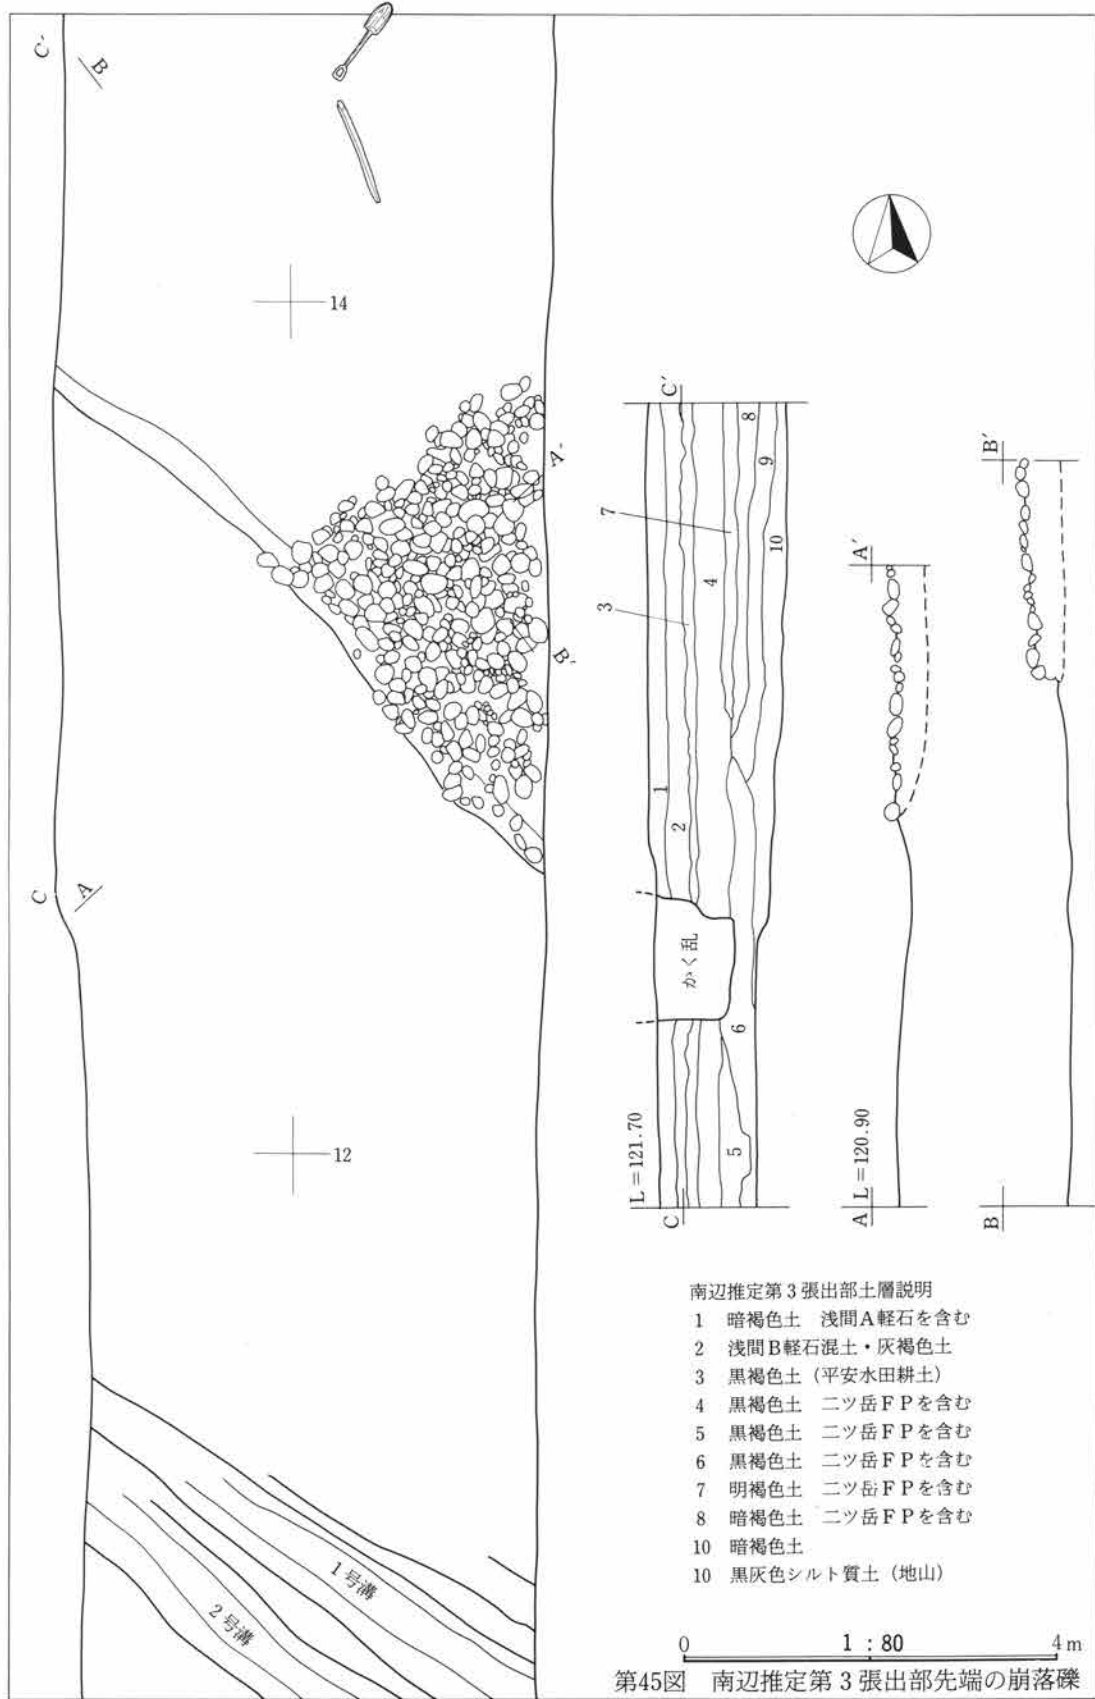 C′
B
14
A′
B′
C
A
12
1号溝
2号溝
C′
8
9
7
10
4
3
1
2
かく乱
6
5
L=121.70
C
A′
A L=120.90
B′
B
南辺推定第3張出部土層説明
1 暗褐色土 浅間A軽石を含む
2 浅間B軽石混土・灰褐色土
3 黒褐色土（平安水田耕土）
4 黒褐色土 二ツ岳FPを含む
5 黒褐色土 二ツ岳FPを含む
6 黒褐色土 二ツ岳FPを含む
7 明褐色土 二ツ岳FPを含む
8 暗褐色土 二ツ岳FPを含む
10 暗褐色土
10 黒灰色シルト質土（地山）
0 1:80 4m
第45図 南辺推定第3張出部先端の崩落礫